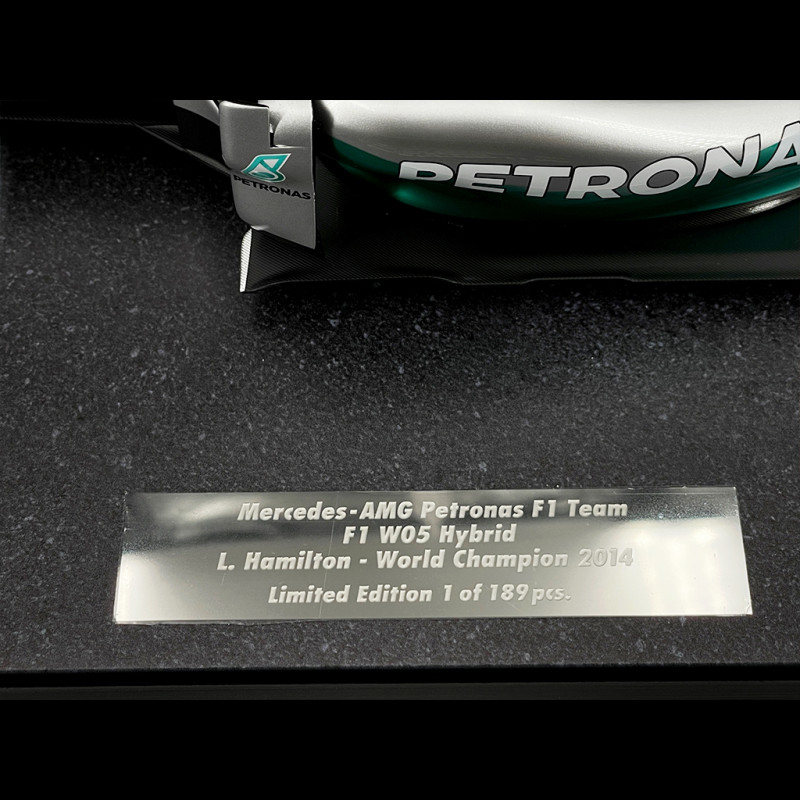 PETRONAS
PETRONA
Mercedes-AMG Petronas F1 Team
F1 W05 Hybrid
L. Hamilton - World Champion 2014
Limited Edition 1 of 189 pcs.